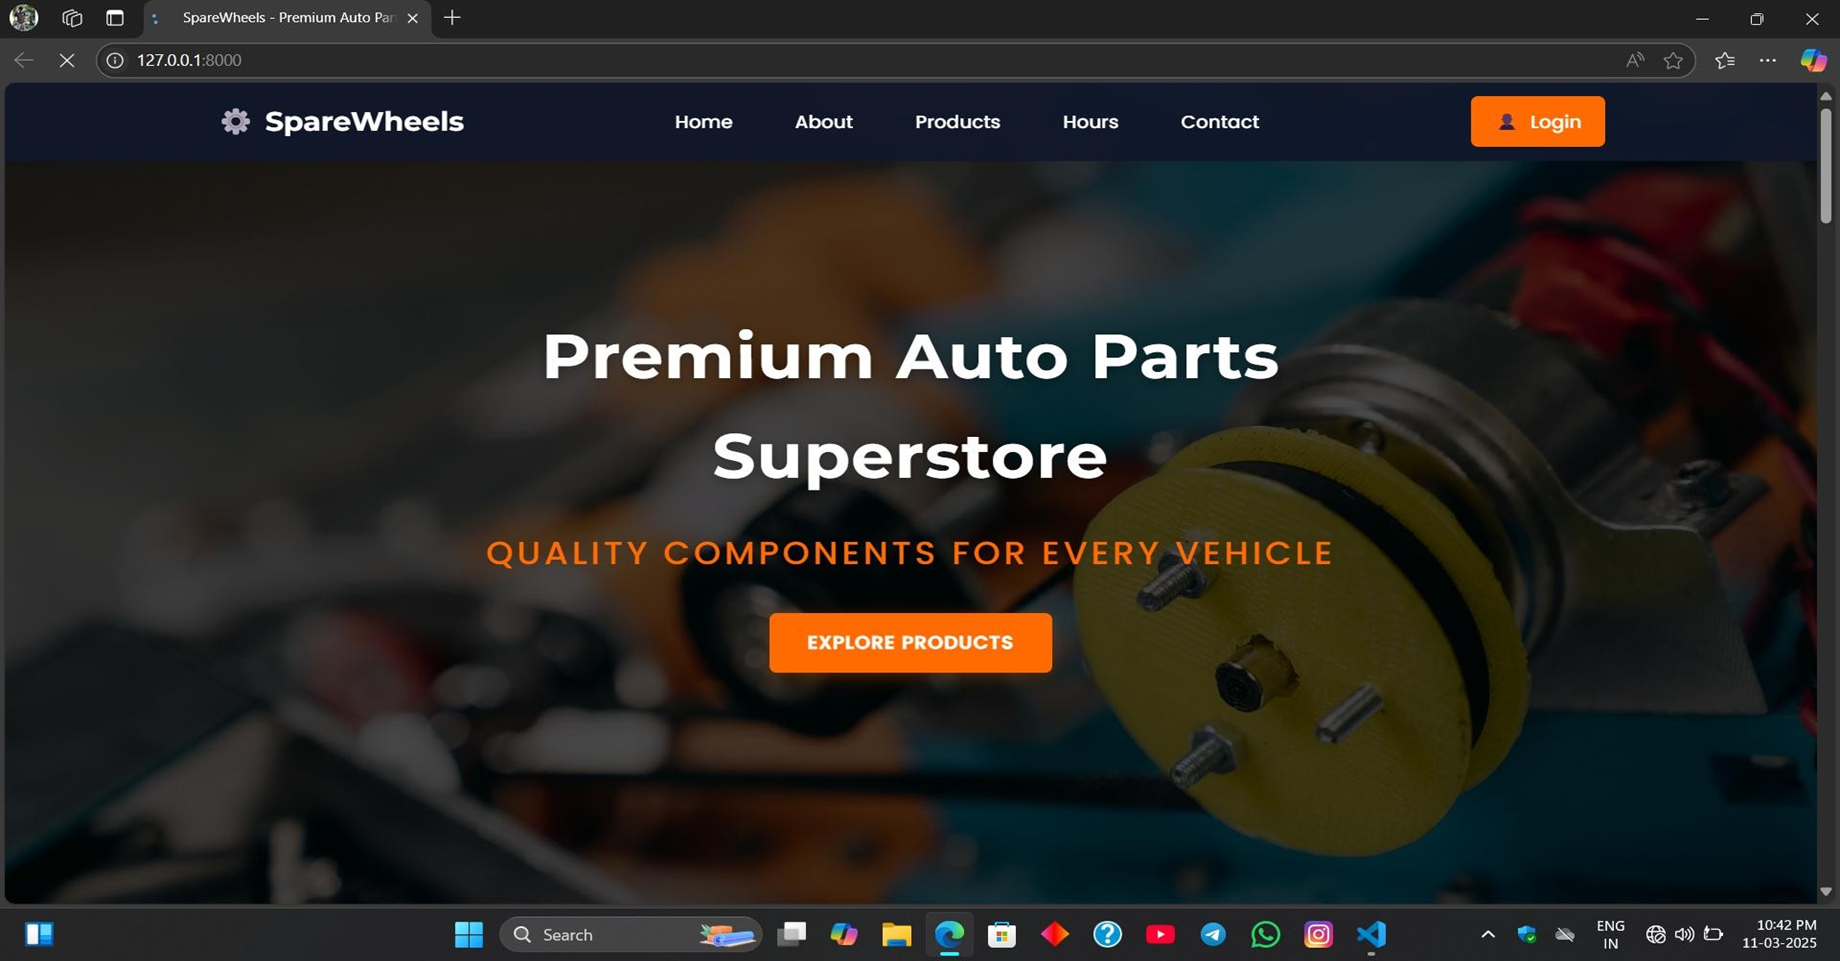 SpareWheels - Premium Auto Par
127.0.0.1:8000
SpareWheels
Home
About
Products
Hours
Contact
Login
Premium Auto Parts
Superstore
QUALITY COMPONENTS FOR EVERY VEHICLE
EXPLORE PRODUCTS
Search
ENG
IN
10:42 PM
11-03-2025